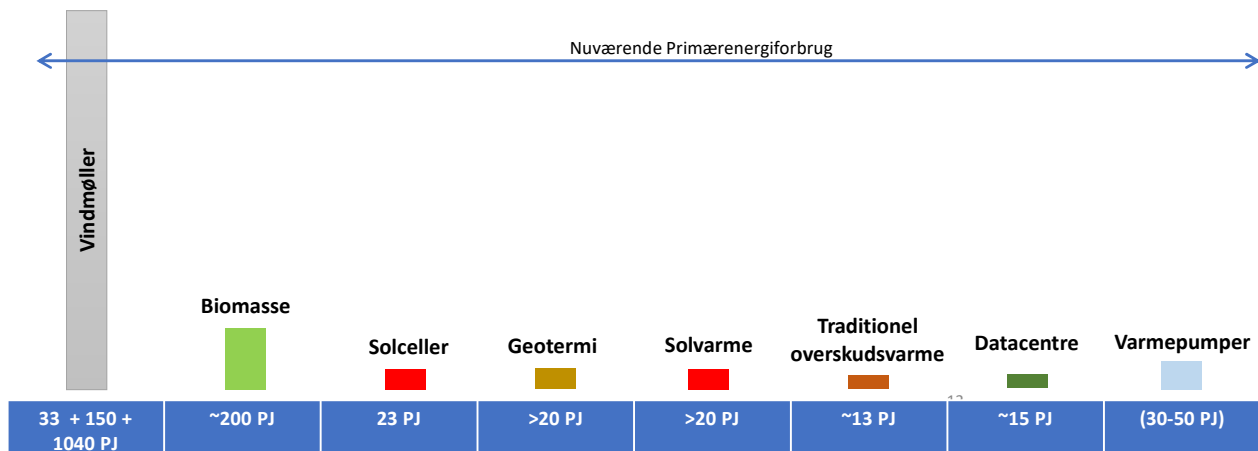 Nuværende Primærenergiforbrug
Vindmøller
Biomasse
Solceller
Geotermi
Solvarme
Traditionel
overskudsvarme
Datacentre
Varmepumper
33 + 150 +
1040 PJ
~200 PJ
23 PJ
>20 PJ
>20 PJ
~13 PJ
~15 PJ
(30-50 PJ)